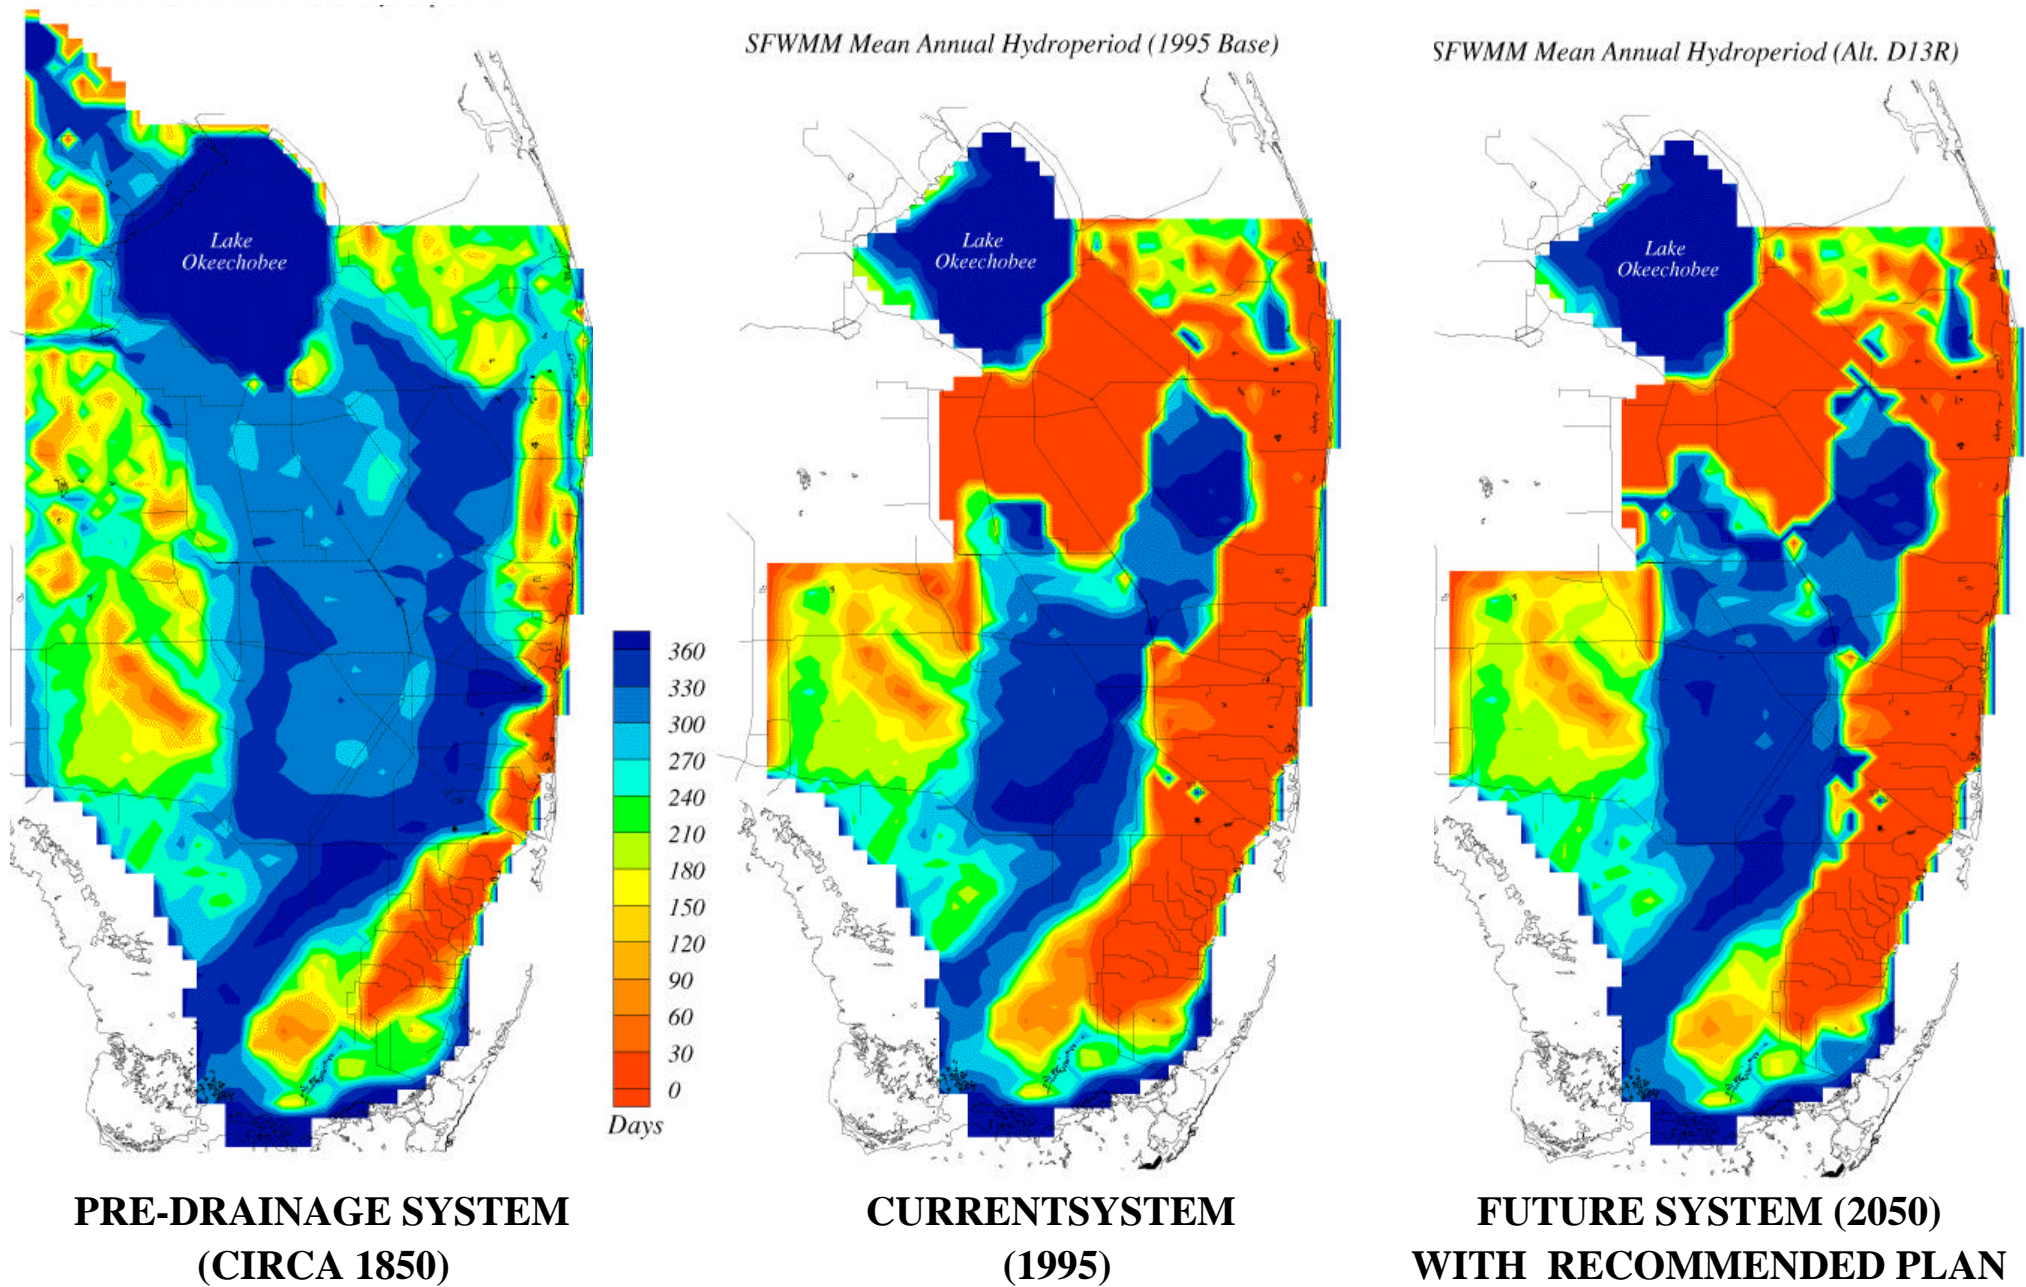 SFWMM Mean Annual Hydroperiod (1995 Base)
SFWMM Mean Annual Hydroperiod (Alt. D13R)
Lake
Okeechobee
Lake
Okeechobee
Lake
Okeechobee
360
330
300
270
240
210
180
150
120
90
60
30
0
Days
PRE-DRAINAGE SYSTEM
(CIRCA 1850)
CURRENTSYSTEM
(1995)
FUTURE SYSTEM (2050)
WITH RECOMMENDED PLAN